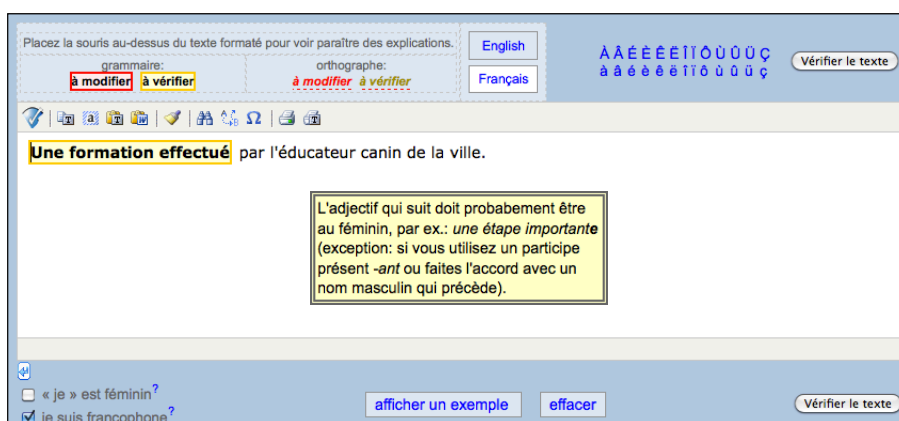 Placez la souris au-dessus du texte formaté pour voir paraître des explications.
grammaire:
à modifier à vérifier
orthographe:
à modifier à vérifier
English
Français
À Â É È Ê Ë Î Ï Ô Ù Û Ü Ç
à â é è ê ë î ï ô ù û ü ç
Vérifier le texte
Une formation effectué par l'éducateur canin de la ville.
L'adjectif qui suit doit probabement être
au féminin, par ex.: une étape importante
(exception: si vous utilisez un participe
présent -ant ou faites l'accord avec un
nom masculin qui précède).
« je » est féminin?
je suis francophone?
afficher un exemple
effacer
Vérifier le texte